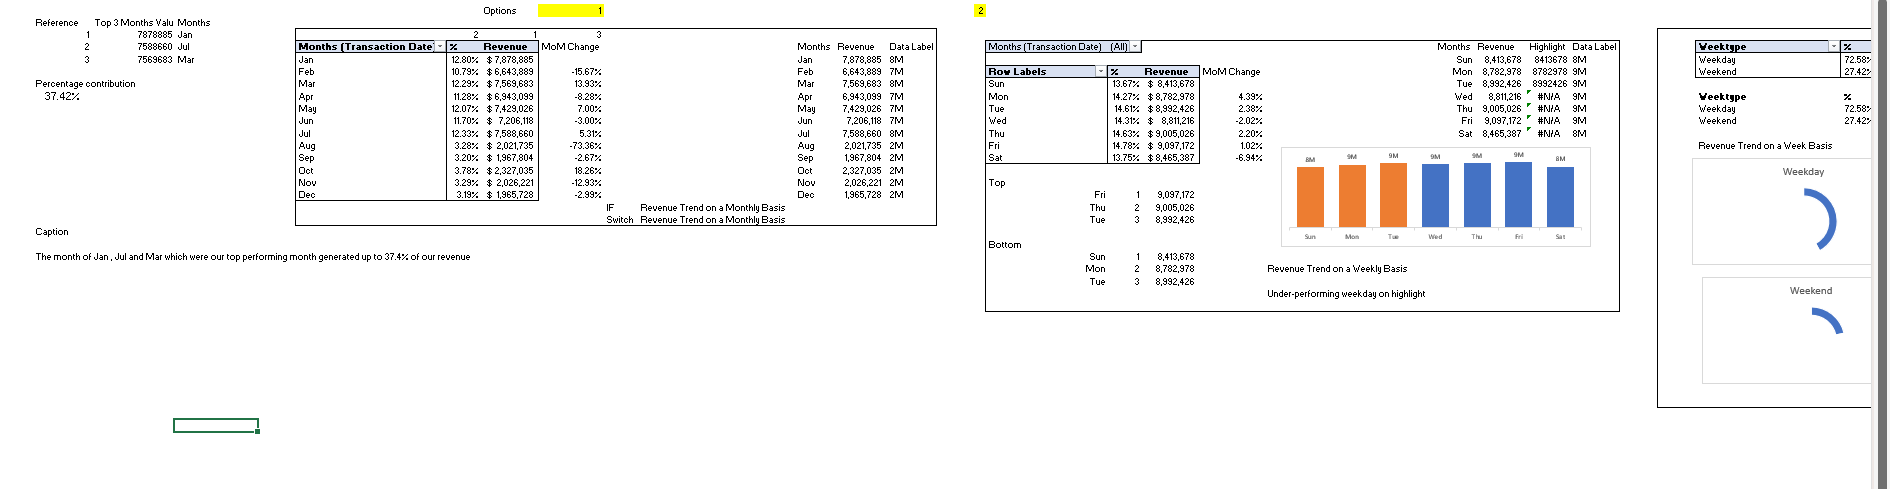 Options 1
Reference Top 3 Months Valu Months
1 7878885 Jan
2 7588660 Jul
3 7569683 Mar
Percentage contribution
37.42%
2 1 3
Months (Transaction Date) % Revenue MoM Change
Jan 12.80% $ 7,878,885
Feb 10.79% $ 6,643,889 -15.67%
Mar 12.29% $ 7,569,683 13.93%
Apr 11.28% $ 6,943,099 -8.28%
May 12.07% $ 7,429,026 7.00%
Jun 11.70% $ 7,206,118 -3.00%
Jul 12.33% $ 7,588,660 5.31%
Aug 3.28% $ 2,021,735 -73.36%
Sep 3.20% $ 1,967,804 -2.67%
Oct 3.78% $ 2,327,035 18.26%
Nov 3.29% $ 2,026,221 -12.93%
Dec 3.19% $ 1,965,728 -2.99%
IF Revenue Trend on a Monthly Basis
Switch Revenue Trend on a Monthly Basis
Months Revenue Data Label
Jan 7,878,885 8M
Feb 6,643,889 7M
Mar 7,569,683 8M
Apr 6,943,099 7M
May 7,429,026 7M
Jun 7,206,118 7M
Jul 7,588,660 8M
Aug 2,021,735 2M
Sep 1,967,804 2M
Oct 2,327,035 2M
Nov 2,026,221 2M
Dec 1,965,728 2M
Caption
The month of Jan , Jul and Mar which were our top performing month generated up to 37.4% of our revenue
2
Months (Transaction Date) (All)
Row Labels % Revenue MoM Change
Sun 13.67% $ 8,413,678
Mon 14.27% $ 8,782,978 4.39%
Tue 14.61% $ 8,992,426 2.38%
Wed 14.31% $ 8,811,216 -2.02%
Thu 14.63% $ 9,005,026 2.20%
Fri 14.78% $ 9,097,172 1.02%
Sat 13.75% $ 8,465,387 -6.94%
Top
Fri 1 9,097,172
Thu 2 9,005,026
Tue 3 8,992,426
Bottom
Sun 1 8,413,678
Mon 2 8,782,978
Tue 3 8,992,426
Months Revenue Highlight Data Label
Sun 8,413,678 8413678 8M
Mon 8,782,978 8782978 9M
Tue 8,992,426 8992426 9M
Wed 8,811,216 #N/A 9M
Thu 9,005,026 #N/A 9M
Fri 9,097,172 #N/A 9M
Sat 8,465,387 #N/A 8M
8M 9M 9M 9M 9M 9M 8M
Sun Mon Tue Wed Thu Fri Sat
Revenue Trend on a Weekly Basis
Under-performing weekday on highlight
Weektype %
Weekday 72.58%
Weekend 27.42%
Weektype %
Weekday 72.58%
Weekend 27.42%
Revenue Trend on a Week Basis
Weekday
Weekend